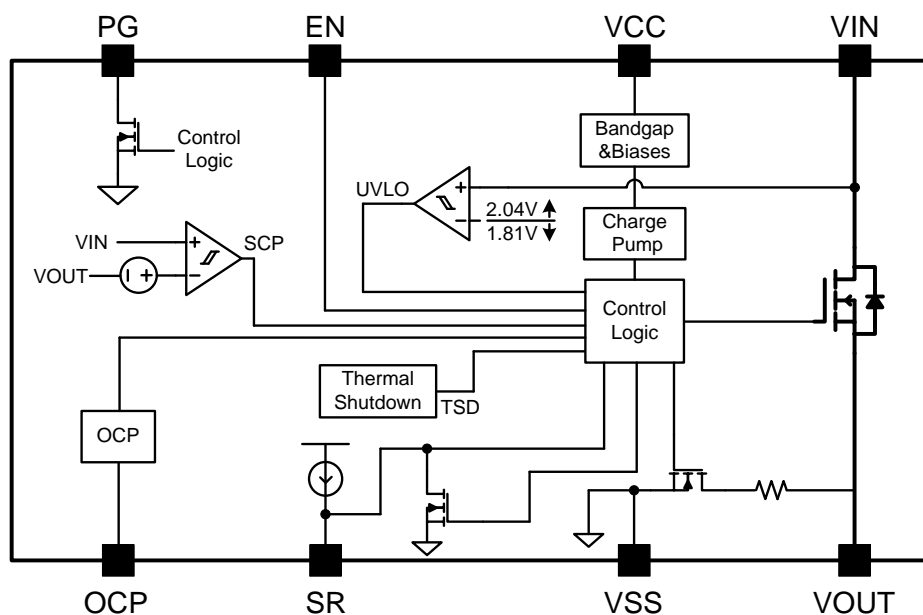 PG
EN
VCC
VIN
Control
Logic
Bandgap
&Biases
UVLO
+
−
2.04V
1.81V
Charge
Pump
VIN
+
SCP
VOUT
+
−
Control
Logic
Thermal
Shutdown
TSD
OCP
OCP
SR
VSS
VOUT